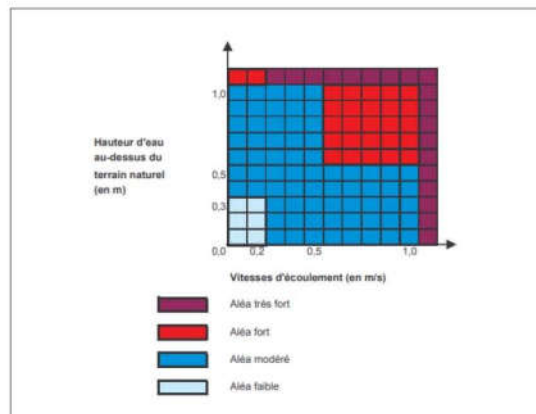 1,0
Hauteur d'eau
au-dessus du
terrain naturel
(en m)
0,5
0,3
0,0 0,2 0,5 1,0
Vitesses d'écoulement (en m/s)
Aléa très fort
Aléa fort
Aléa modéré
Aléa faible